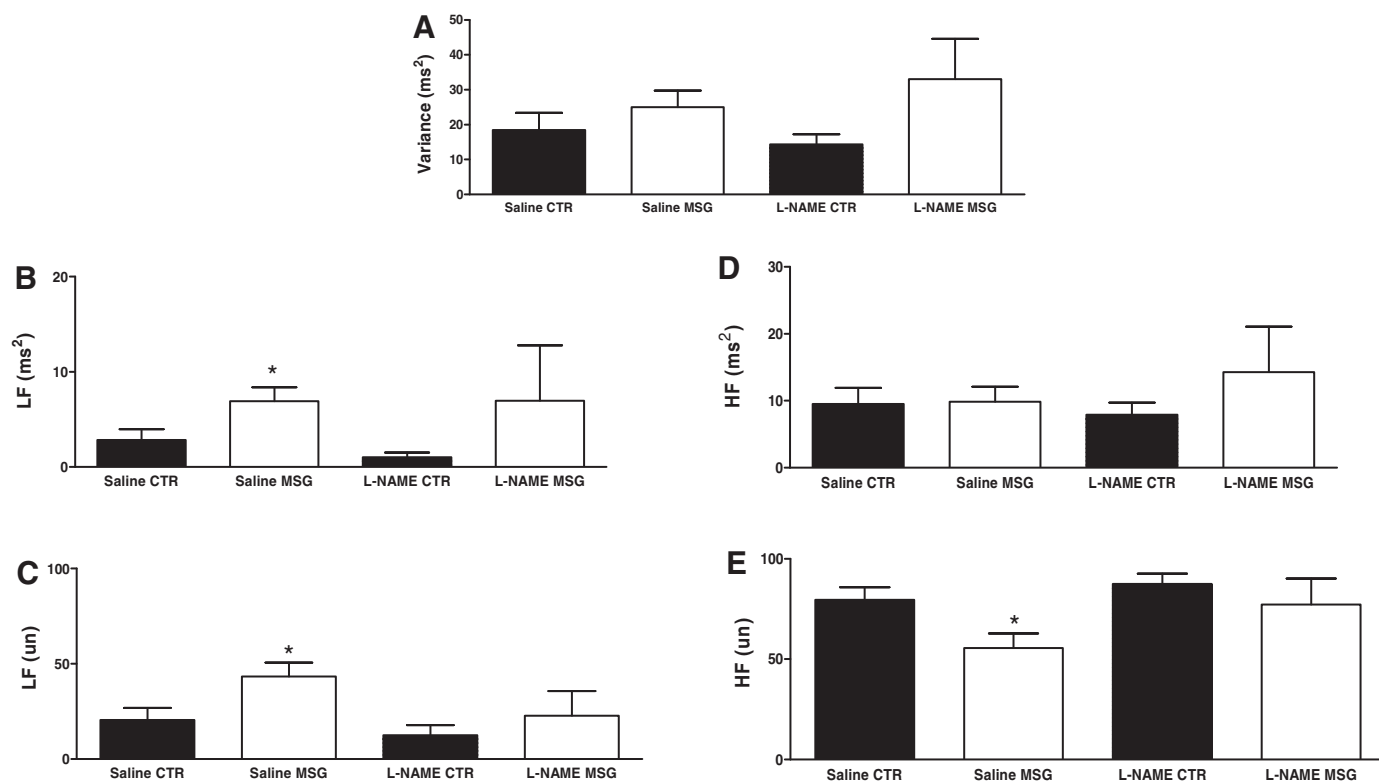 A
Variance (ms²)
50
40
30
20
10
0
Saline CTR
Saline MSG
L-NAME CTR
L-NAME MSG
B
LF (ms²)
20
10
0
*
Saline CTR
Saline MSG
L-NAME CTR
L-NAME MSG
D
HF (ms²)
30
20
10
0
Saline CTR
Saline MSG
L-NAME CTR
L-NAME MSG
C
LF (un)
100
50
0
*
Saline CTR
Saline MSG
L-NAME CTR
L-NAME MSG
E
HF (un)
100
50
0
*
Saline CTR
Saline MSG
L-NAME CTR
L-NAME MSG